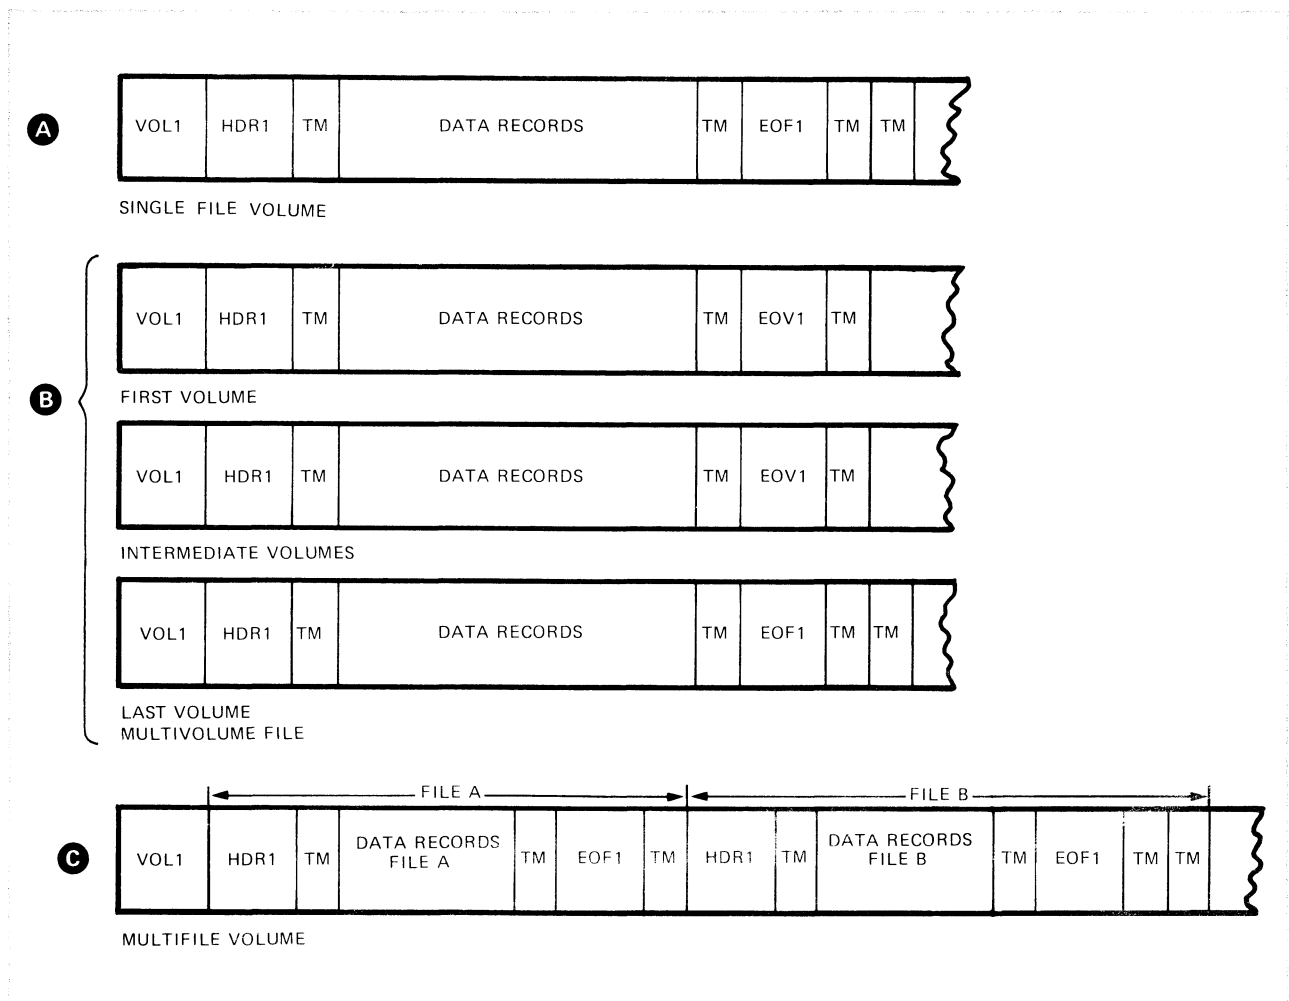 A
VOL1 HDR1 TM DATA RECORDS TM EOF1 TM TM
SINGLE FILE VOLUME
B
VOL1 HDR1 TM DATA RECORDS TM EOV1 TM
FIRST VOLUME
VOL1 HDR1 TM DATA RECORDS TM EOV1 TM
INTERMEDIATE VOLUMES
VOL1 HDR1 TM DATA RECORDS TM EOF1 TM TM
LAST VOLUME
MULTIVOLUME FILE
C
FILE A FILE B
VOL1 HDR1 TM DATA RECORDS FILE A TM EOF1 TM HDR1 TM DATA RECORDS FILE B TM EOF1 TM TM
MULTIFILE VOLUME